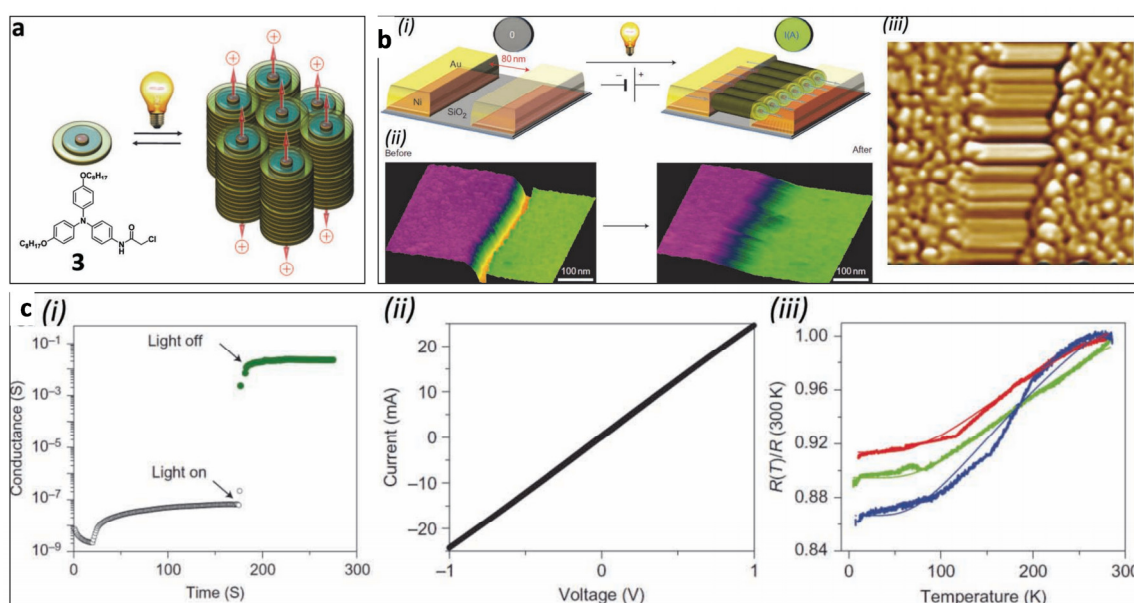 a
OC₈H₁₇
C₈H₁₇O
N
N
H
O
Cl
3
b
(i)
0
I(A)
80 nm
Au
Ni
SiO₂
− +
(ii)
Before
After
100 nm
100 nm
(iii)
c
(i)
Light off
Light on
10⁻¹
10⁻³
10⁻⁵
10⁻⁷
10⁻⁹
Conductance (S)
0 100 200 300
Time (S)
(ii)
20
10
0
−10
−20
Current (mA)
−1 0 1
Voltage (V)
(iii)
1.00
0.96
0.92
0.88
0.84
R(T)/R (300 K)
0 100 200 300
Temperature (K)